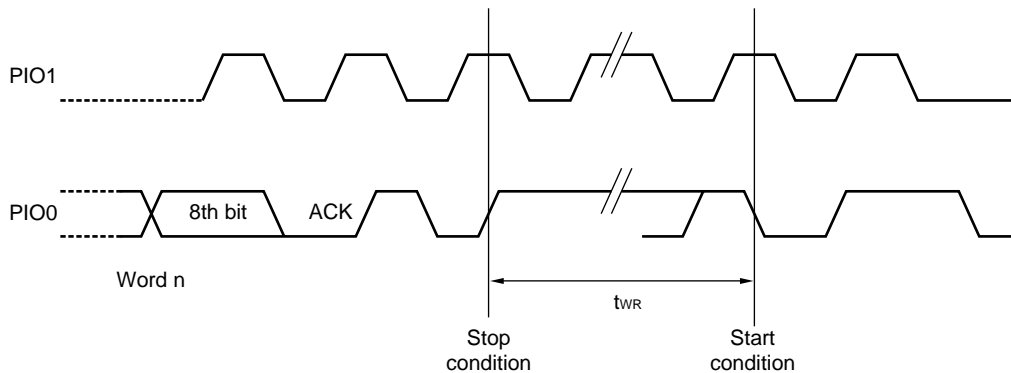 PIO1
PIO0
8th bit
ACK
Word n
tWR
Stop
condition
Start
condition